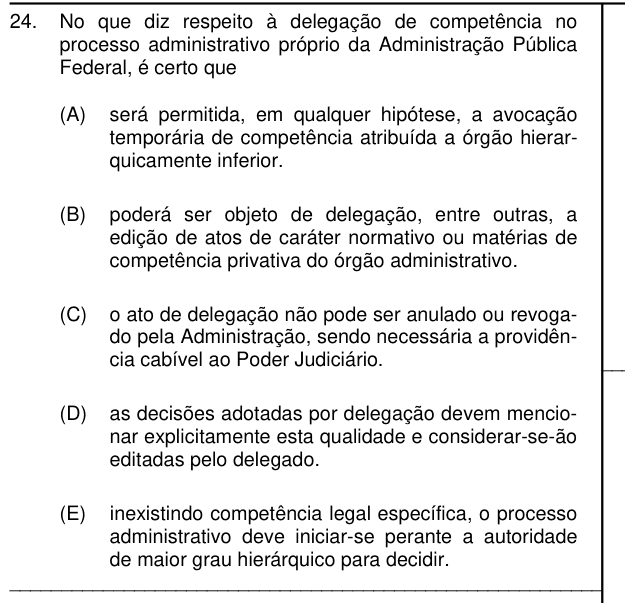 24. No que diz respeito à delegação de competência no
processo administrativo próprio da Administração Pública
Federal, é certo que
(A) será permitida, em qualquer hipótese, a avocação
temporária de competência atribuída a órgão hierar-
quicamente inferior.
(B) poderá ser objeto de delegação, entre outras, a
edição de atos de caráter normativo ou matérias de
competência privativa do órgão administrativo.
(C) o ato de delegação não pode ser anulado ou revoga-
do pela Administração, sendo necessária a providên-
cia cabível ao Poder Judiciário.
(D) as decisões adotadas por delegação devem mencio-
nar explicitamente esta qualidade e considerar-se-ão
editadas pelo delegado.
(E) inexistindo competência legal específica, o processo
administrativo deve iniciar-se perante a autoridade
de maior grau hierárquico para decidir.